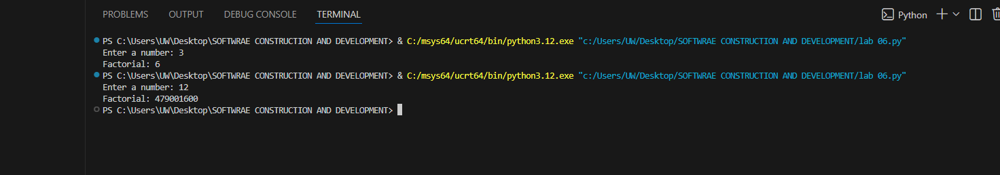 PROBLEMS OUTPUT DEBUG CONSOLE TERMINAL Python
PS C:\Users\UW\Desktop\SOFTWRAE CONSTRUCTION AND DEVELOPMENT> & C:/msys64/ucrt64/bin/python3.12.exe "c:/Users/UW/Desktop/SOFTWRAE CONSTRUCTION AND DEVELOPMENT/lab 06.py"
Enter a number: 3
Factorial: 6
PS C:\Users\UW\Desktop\SOFTWRAE CONSTRUCTION AND DEVELOPMENT> & C:/msys64/ucrt64/bin/python3.12.exe "c:/Users/UW/Desktop/SOFTWRAE CONSTRUCTION AND DEVELOPMENT/lab 06.py"
Enter a number: 12
Factorial: 479001600
PS C:\Users\UW\Desktop\SOFTWRAE CONSTRUCTION AND DEVELOPMENT>